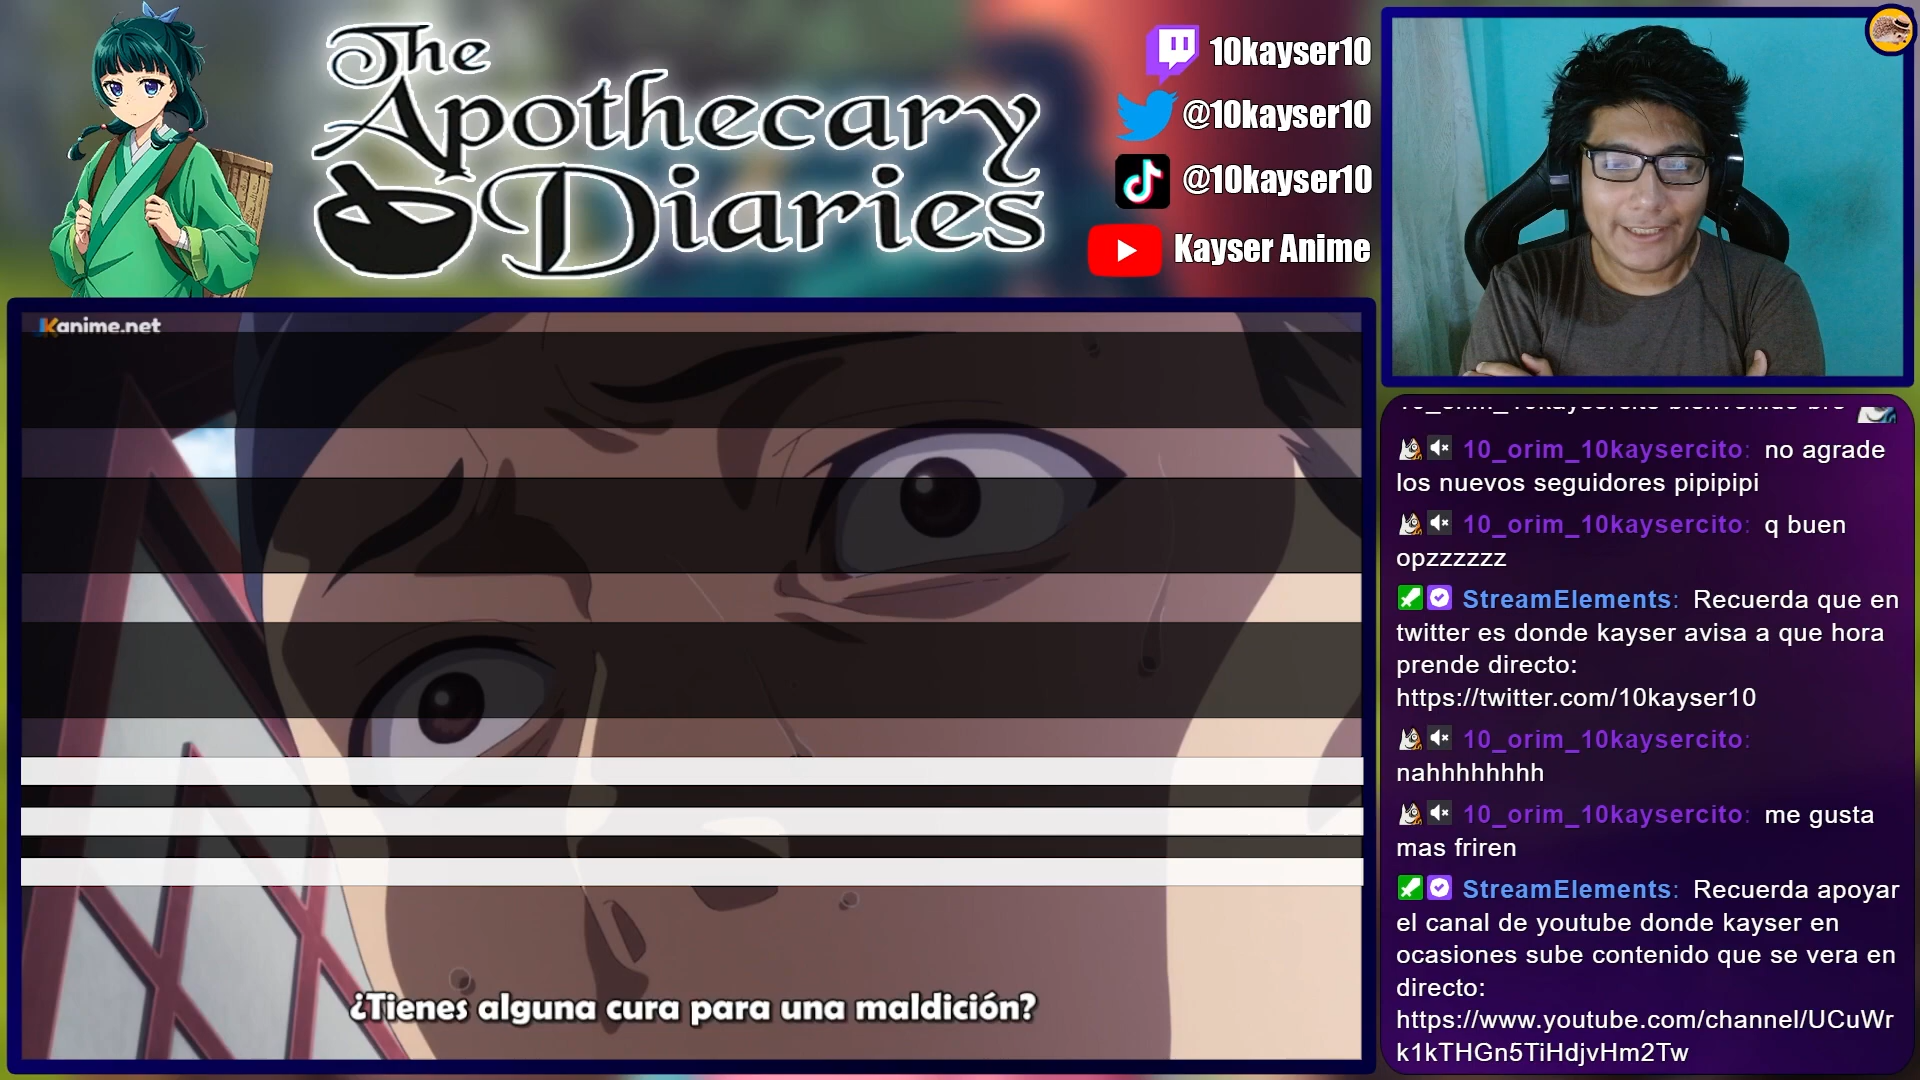 The
Apothecary
Diaries
10kayser10
@10kayser10
@10kayser10
Kayser Anime
Kanime.net
¿Tienes alguna cura para una maldición?
10_orim_10kaysercito bienvenido bro
10_orim_10kaysercito: no agrade
los nuevos seguidores pipipipi
10_orim_10kaysercito: q buen
opzzzzzz
StreamElements: Recuerda que en
twitter es donde kayser avisa a que hora
prende directo:
https://twitter.com/10kayser10
10_orim_10kaysercito:
nahhhhhhhh
10_orim_10kaysercito: me gusta
mas friren
StreamElements: Recuerda apoyar
el canal de youtube donde kayser en
ocasiones sube contenido que se vera en
directo:
https://www.youtube.com/channel/UCuWr
k1kTHGn5TiHdjvHm2Tw